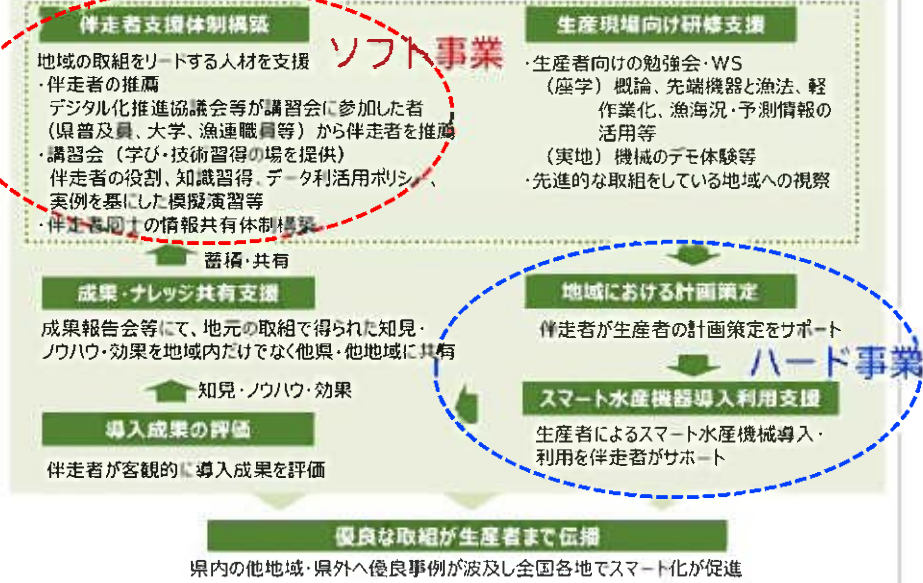 伴走者支援体制構築
地域の取組をリードする人材を支援
・伴走者の推薦
デジタル化推進協議会等が講習会に参加した者
（県普及員、大学、漁連職員等）から伴走者を推薦
・講習会（学び・技術習得の場を提供）
伴走者の役割、知識習得、データ利活用ポリシー、
実例を基にした模擬演習等
・伴走者同士の情報共有体制構築
ソフト事業
生産現場向け研修支援
・生産者向けの勉強会・WS
（座学）概論、先端機器と漁法、軽
作業化、漁海況・予測情報の
活用等
（実地）機械のデモ体験等
・先進的な取組をしている地域への視察
蓄積・共有
成果・ナレッジ共有支援
成果報告会等にて、地元の取組で得られた知見・
ノウハウ・効果を地域内だけでなく他県・他地域に共有
知見・ノウハウ・効果
導入成果の評価
伴走者が客観的に導入成果を評価
地域における計画策定
伴走者が生産者の計画策定をサポート
ハード事業
スマート水産機器導入利用支援
生産者によるスマート水産機械導入・
利用を伴走者がサポート
優良な取組が生産者まで伝播
県内の他地域・県外へ優良事例が波及し全国各地でスマート化が促進